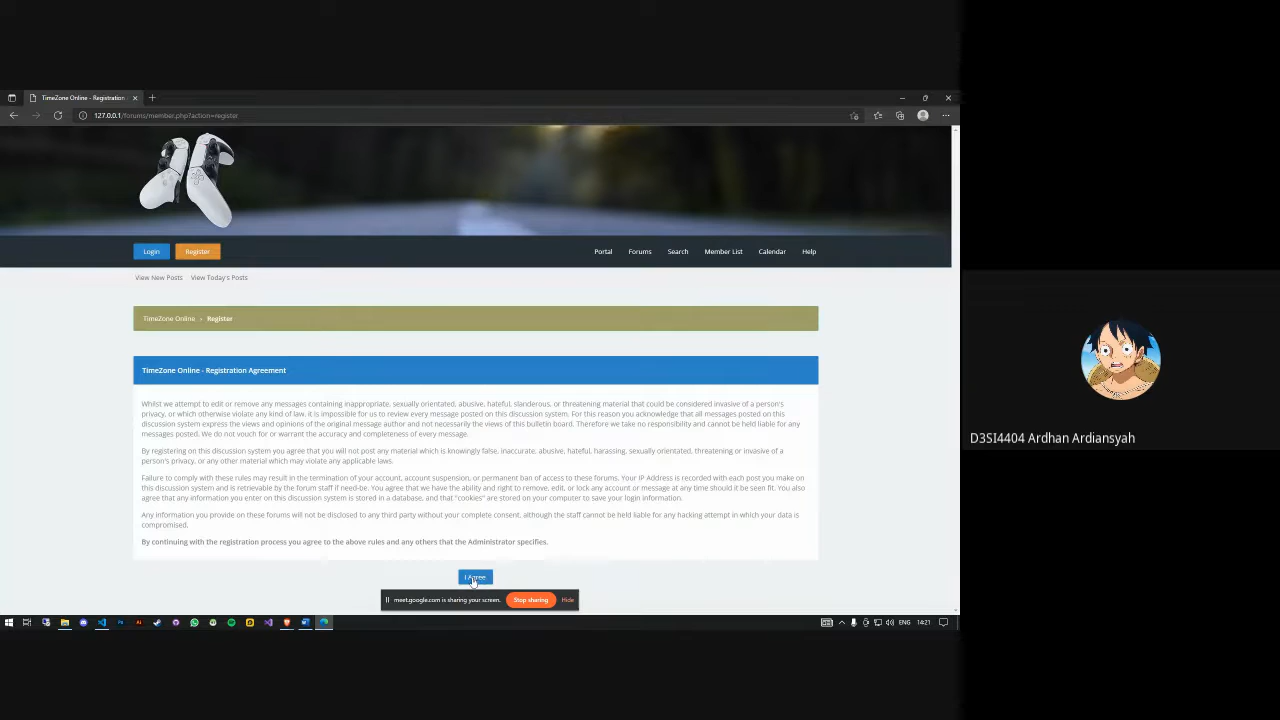 TimeZone Online - Registration
127.0.0.1/forums/member.php?action=register
Login
Register
Portal
Forums
Search
Member List
Calendar
Help
View New Posts
View Today's Posts
TimeZone Online › Register
TimeZone Online - Registration Agreement
Whilst we attempt to edit or remove any messages containing inappropriate, sexually orientated, abusive, hateful, slanderous, or threatening material that could be considered invasive of a person's
privacy, or which otherwise violate any kind of law, it is impossible for us to review every message posted on this discussion system. For this reason you acknowledge that all messages posted on this
discussion system express the views and opinions of the original message author and not necessarily the views of this bulletin board. Therefore we take no responsibility and cannot be held liable for any
messages posted. We do not vouch for or warrant the accuracy and completeness of every message.
By registering on this discussion system you agree that you will not post any material which is knowingly false, inaccurate, abusive, hateful, harassing, sexually orientated, threatening or invasive of a
person's privacy, or any other material which may violate any applicable laws.
Failure to comply with these rules may result in the termination of your account, account suspension, or permanent ban of access to these forums. Your IP Address is recorded with each post you make on
this discussion system and is retrievable by the forum staff if need-be. You agree that we have the ability and right to remove, edit, or lock any account or message at any time should it be seen fit. You also
agree that any information you enter on this discussion system is stored in a database, and that "cookies" are stored on your computer to save your login information.
Any information you provide on these forums will not be disclosed to any third party without your complete consent, although the staff cannot be held liable for any hacking attempt in which your data is
compromised.
By continuing with the registration process you agree to the above rules and any others that the Administrator specifies.
I Agree
meet.google.com is sharing your screen.
Stop sharing
Hide
ENG
14:21
D3SI4404 Ardhan Ardiansyah